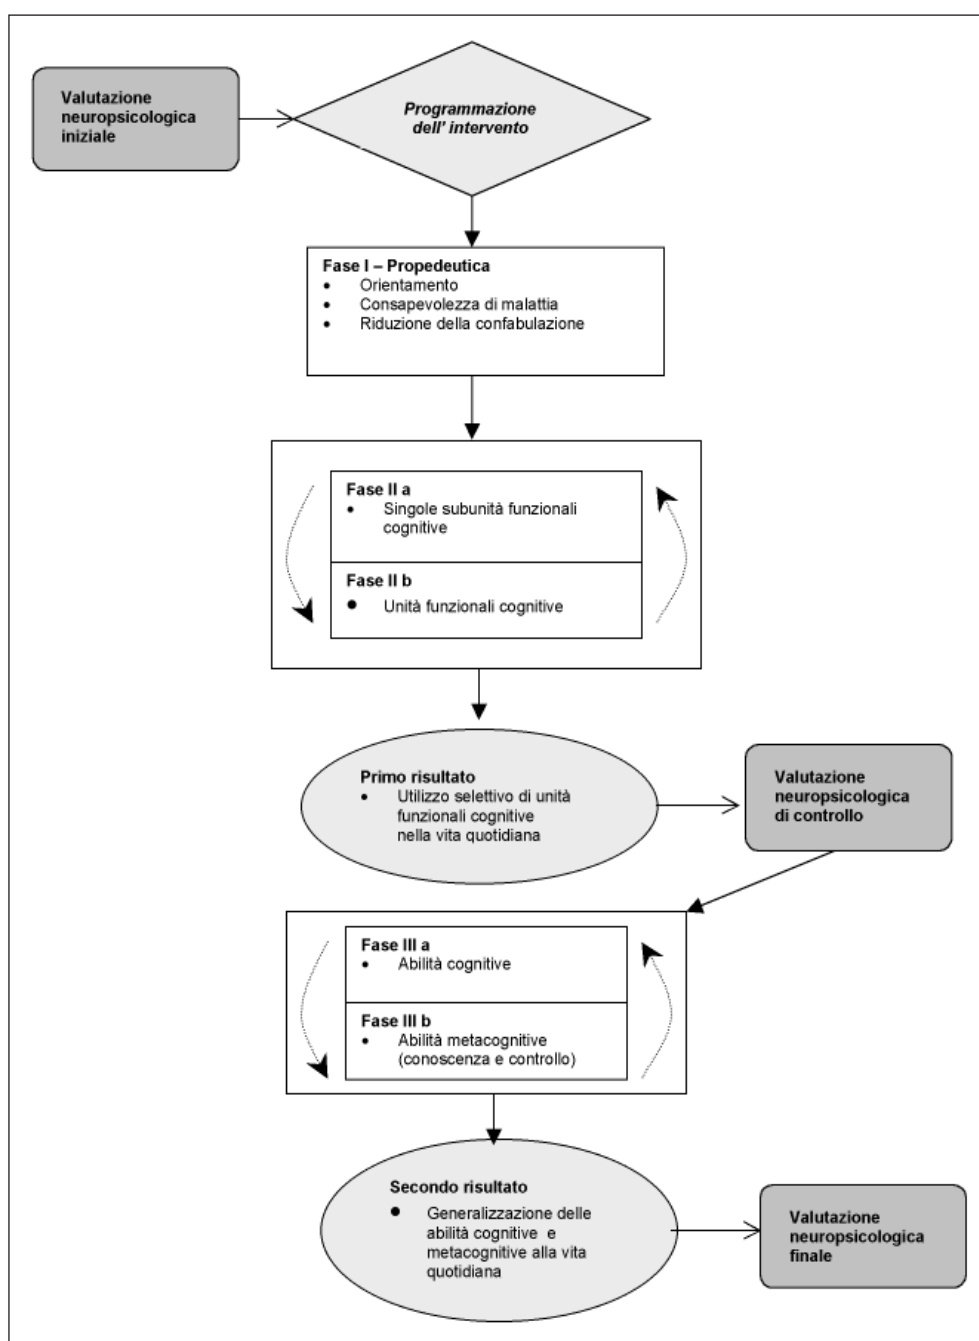 Valutazione
neuropsicologica
iniziale
Programmazione
dell' intervento
Fase I – Propedeutica
• Orientamento
• Consapevolezza di malattia
• Riduzione della confabulazione
Fase II a
• Singole subunità funzionali
cognitive
Fase II b
• Unità funzionali cognitive
Primo risultato
• Utilizzo selettivo di unità
funzionali cognitive
nella vita quotidiana
Valutazione
neuropsicologica
di controllo
Fase III a
• Abilità cognitive
Fase III b
• Abilità metacognitive
(conoscenza e controllo)
Secondo risultato
• Generalizzazione delle
abilità cognitive e
metacognitive alla vita
quotidiana
Valutazione
neuropsicologica
finale